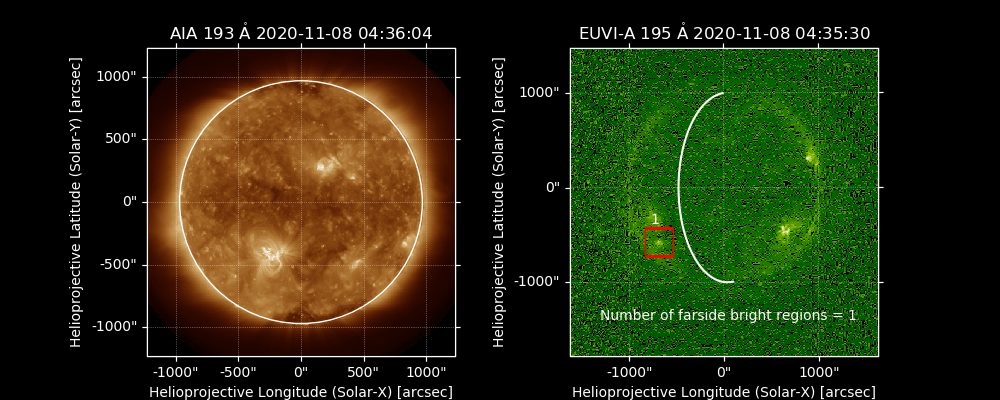 AIA 193 Å 2020-11-08 04:36:04
1000"
500"
0"
-500"
-1000"
-1000"
-500"
0"
500"
1000"
Helioprojective Longitude (Solar-X) [arcsec]
Helioprojective Latitude (Solar-Y) [arcsec]
EUVI-A 195 Å 2020-11-08 04:35:30
1000"
0"
-1000"
1
Number of farside bright regions = 1
-1000"
0"
1000"
Helioprojective Longitude (Solar-X) [arcsec]
Helioprojective Latitude (Solar-Y) [arcsec]